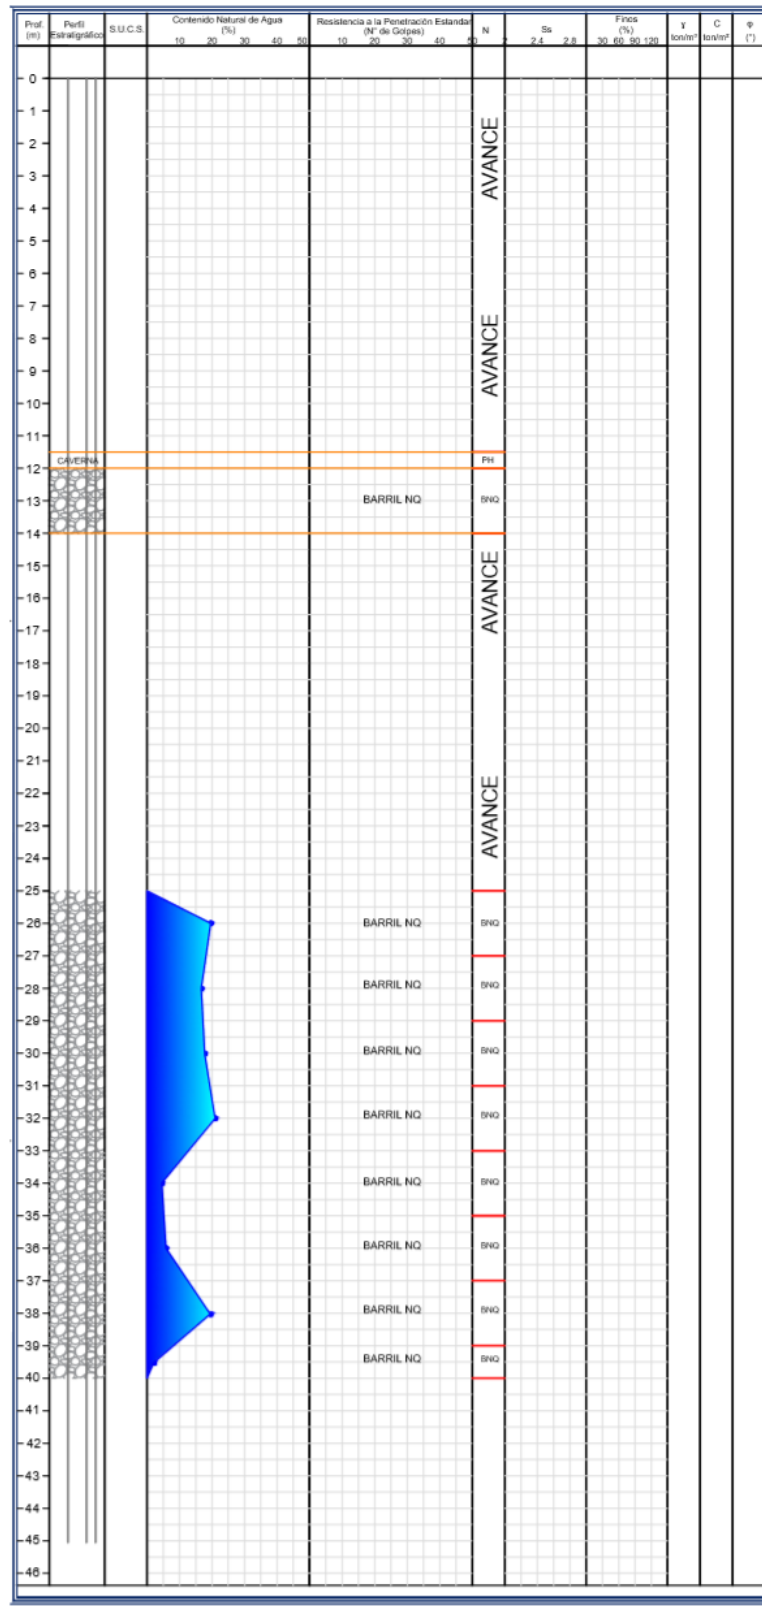 Prof. (m)
Perfil Estratigráfico
S.U.C.S.
Contenido Natural de Agua
(%)
10 20 30 40 50
Resistencia a la Penetración Estandar
(N° de Golpes)
10 20 30 40 50
N
Ss
2 2.4 2.8
Finos
(%)
30 60 90 120
γ
ton/m³
C
ton/m²
φ
(°)
0
1
AVANCE
2
3
4
5
6
7
8
AVANCE
9
10
11
CAVERNA PH
12
13 BARRIL NQ BNQ
14
15
16 AVANCE
17
18
19
20
21
22
23 AVANCE
24
25
26 BARRIL NQ BNQ
27
28 BARRIL NQ BNQ
29
30 BARRIL NQ BNQ
31
32 BARRIL NQ BNQ
33
34 BARRIL NQ BNQ
35
36 BARRIL NQ BNQ
37
38 BARRIL NQ BNQ
39
BARRIL NQ BNQ
40
41
42
43
44
45
46